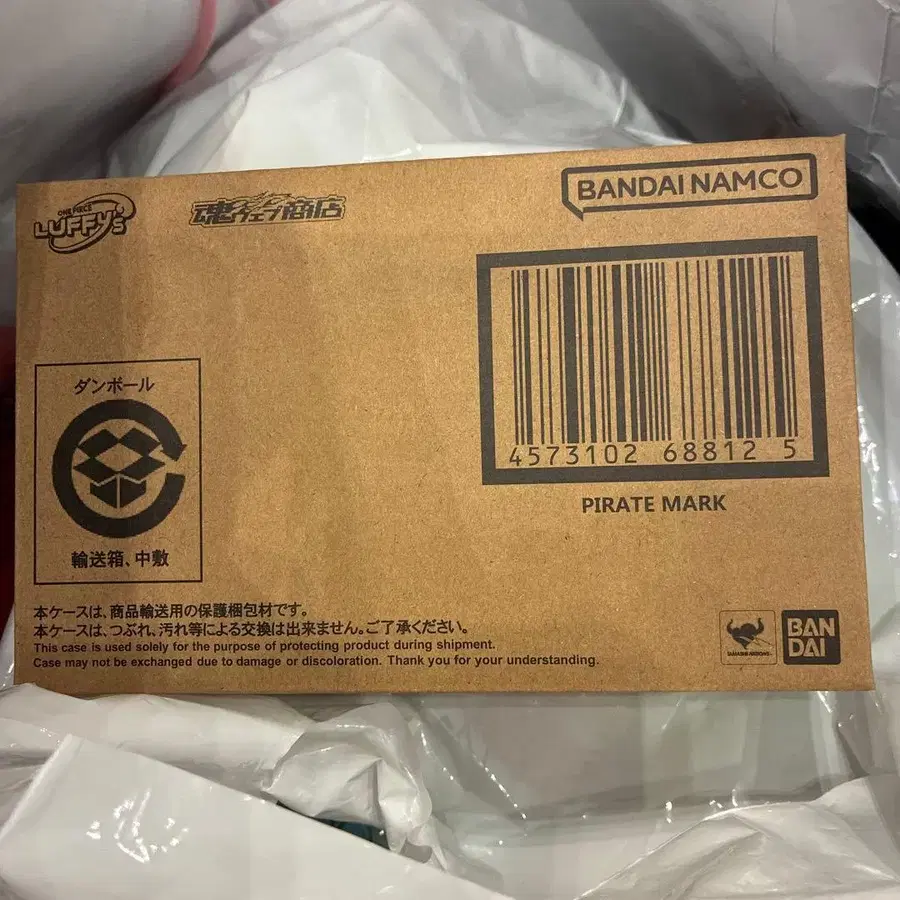 ONE PIECE
LUFFY's
魂ウェブ商店
BANDAI NAMCO
4573102 68812 5
PIRATE MARK
ダンボール
輸送箱、中敷
本ケースは、商品輸送用の保護梱包材です。
本ケースは、つぶれ、汚れ等による交換は出来ません。ご了承ください。
This case is used solely for the purpose of protecting product during shipment.
Case may not be exchanged due to damage or discoloration. Thank you for your understanding.
TAMASHII NATIONS
BAN
DAI